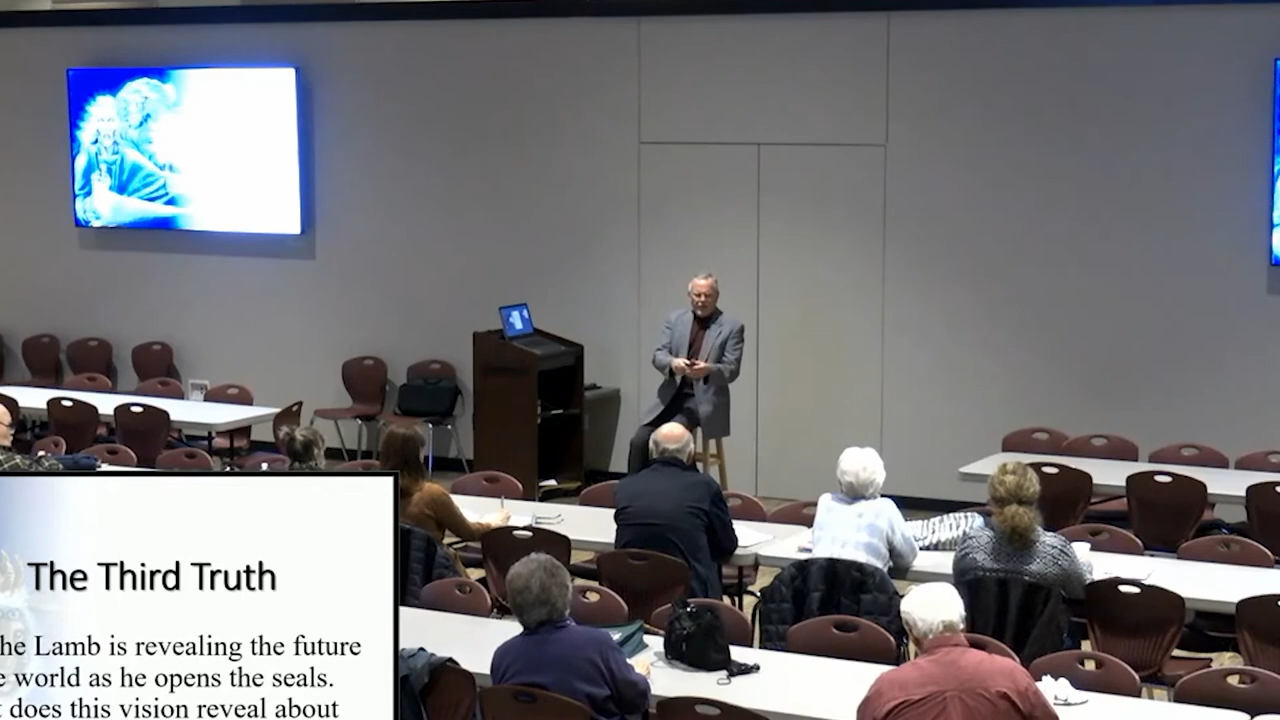 The Third Truth
he Lamb is revealing the future
e world as he opens the seals.
t does this vision reveal about